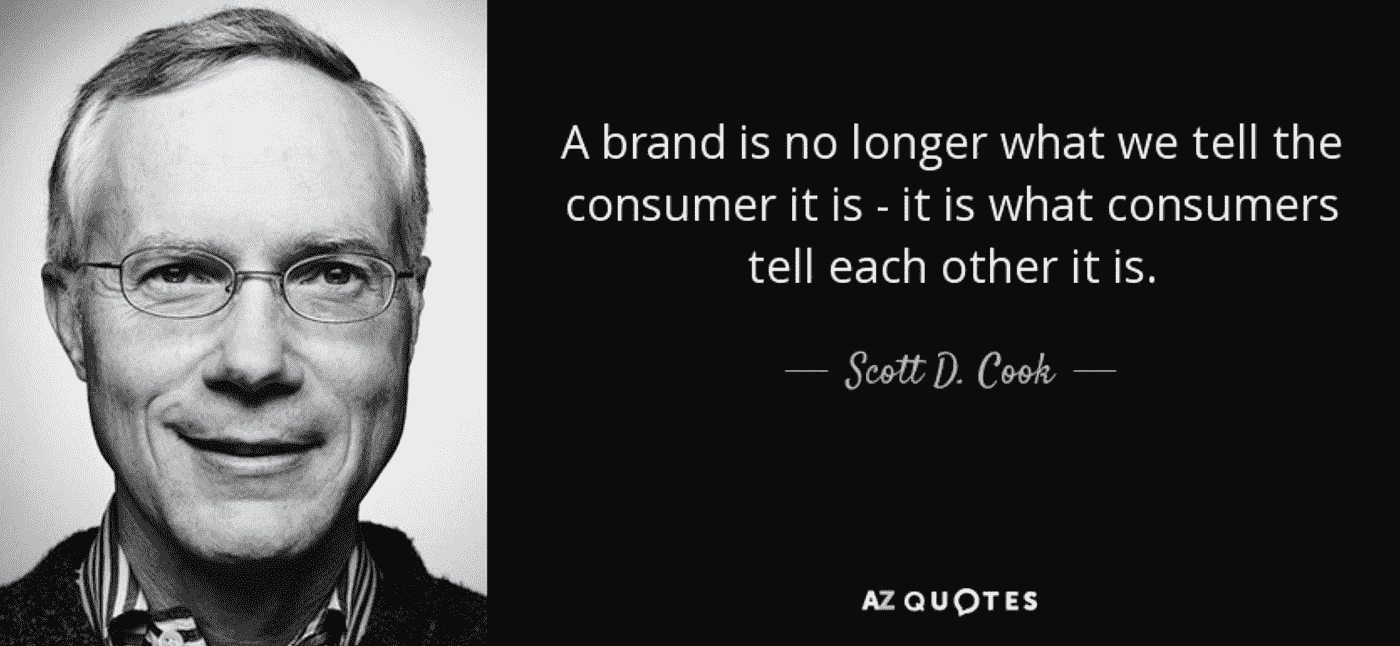 A brand is no longer what we tell the
consumer it is - it is what consumers
tell each other it is.
Scott D. Cook
AZ QUOTES